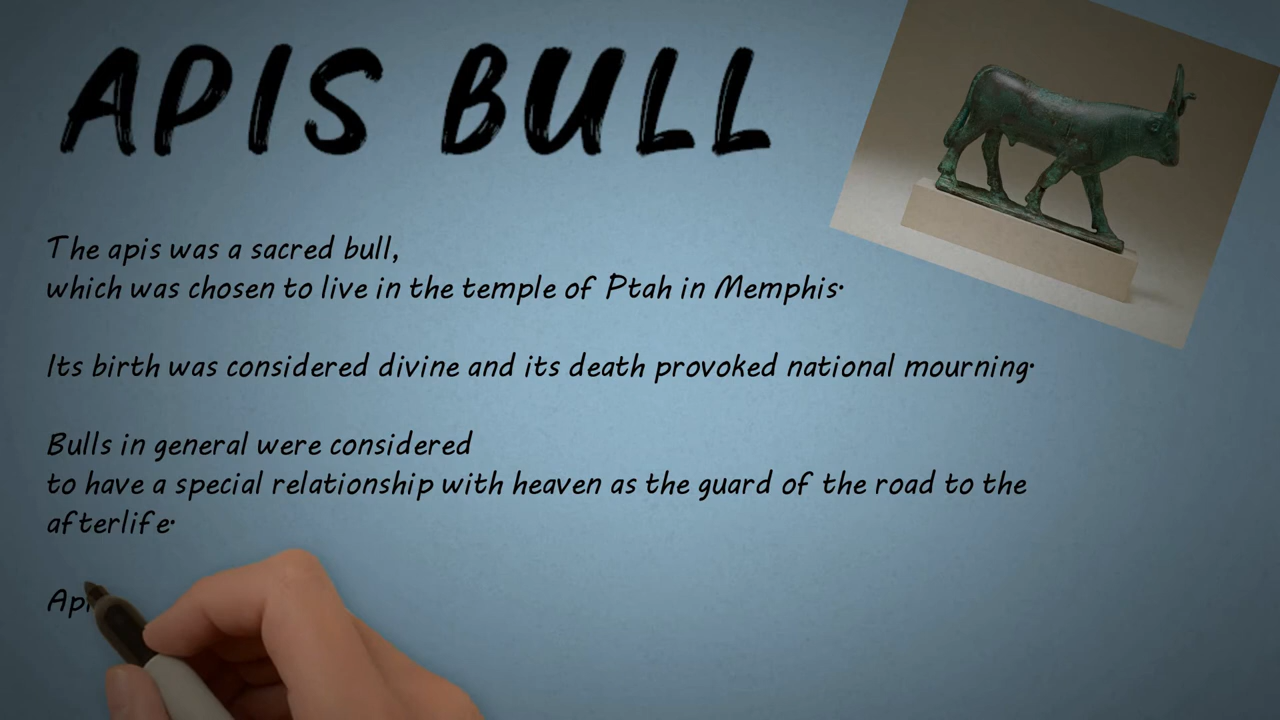 APIS BULL
The apis was a sacred bull,
which was chosen to live in the temple of Ptah in Memphis.
Its birth was considered divine and its death provoked national mourning.
Bulls in general were considered
to have a special relationship with heaven as the guard of the road to the
afterlife.
Api